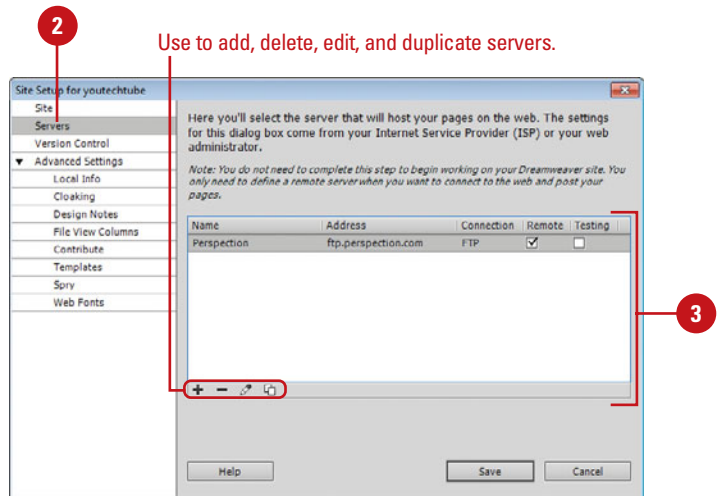 2
Use to add, delete, edit, and duplicate servers.
Site Setup for youtechtube
Site
Servers
Version Control
Advanced Settings
Local Info
Cloaking
Design Notes
File View Columns
Contribute
Templates
Spry
Web Fonts
Here you'll select the server that will host your pages on the web. The settings
for this dialog box come from your Internet Service Provider (ISP) or your web
administrator.
Note: You do not need to complete this step to begin working on your Dreamweaver site. You
only need to define a remote server when you want to connect to the web and post your
pages.
Name Address Connection Remote Testing
Perspection ftp.perspection.com FTP
3
Help Save Cancel